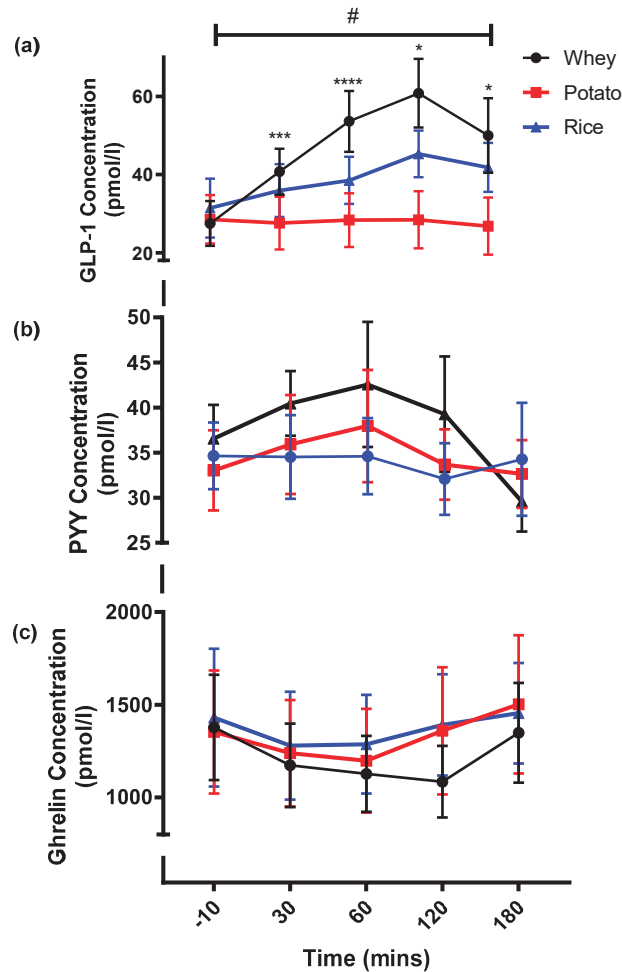 #
(a)
Whey
Potato
Rice
***
****
*
*
GLP-1 Concentration
(pmol/l)
60
40
20
(b)
PYY Concentration
(pmol/l)
50
45
40
35
30
25
(c)
Ghrelin Concentration
(pmol/l)
2000
1500
1000
-10
30
60
120
180
Time (mins)